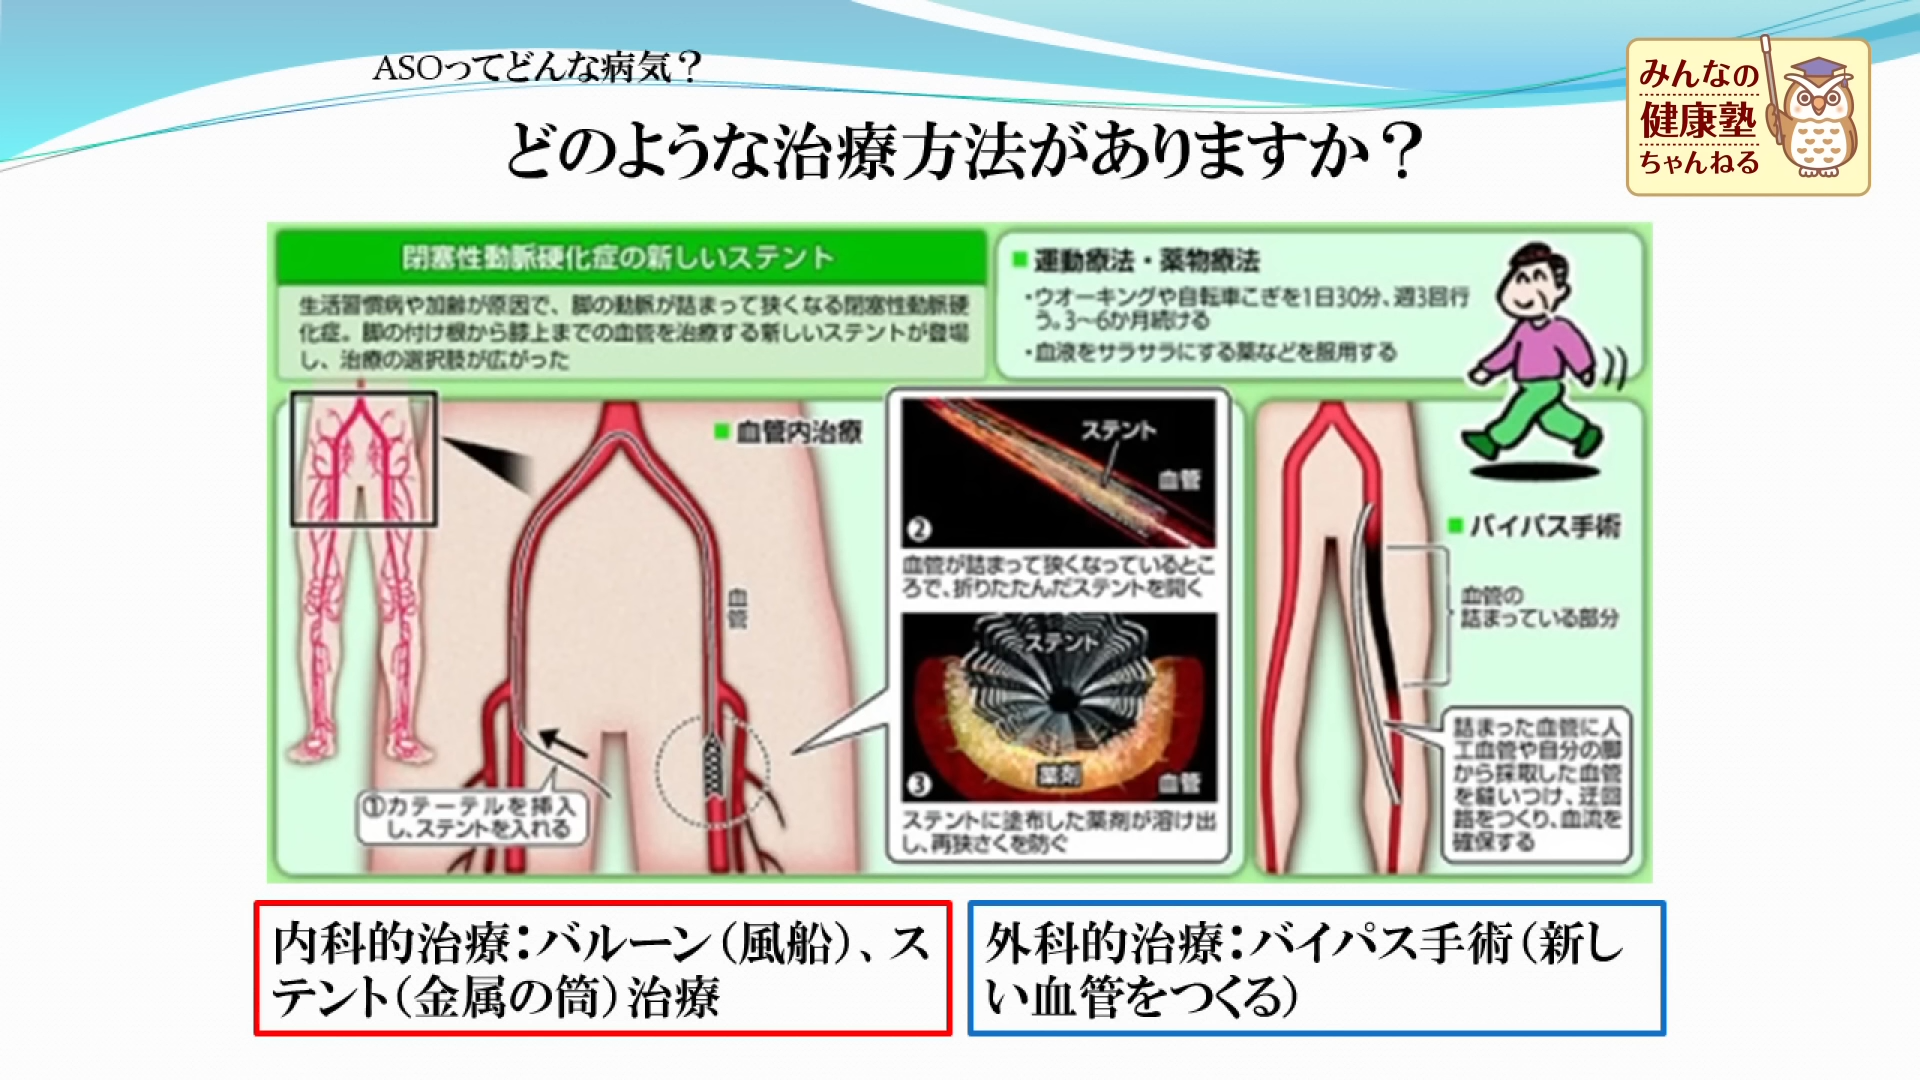 ASOってどんな病気？
みんなの
健康塾
ちゃんねる
どのような治療方法がありますか？
閉塞性動脈硬化症の新しいステント
生活習慣病や加齢が原因で、脚の動脈が詰まって狭くなる閉塞性動脈硬
化症。脚の付け根から膝上までの血管を治療する新しいステントが登場
し、治療の選択肢が広がった
■運動療法・薬物療法
・ウオーキングや自転車こぎを1日30分、週3回行
う。3〜6か月続ける
・血液をサラサラにする薬などを服用する
■血管内治療
血管
①カテーテルを挿入
し、ステントを入れる
ステント
血管
②
血管が詰まって狭くなっているとこ
ろで、折りたたんだステントを開く
ステント
薬剤
血管
③
ステントに塗布した薬剤が溶け出
し、再狭さくを防ぐ
■バイパス手術
血管の
詰まっている部分
詰まった血管に人
工血管や自分の脚
から採取した血管
を縫いつけ、迂回
路をつくり、血流を
確保する
内科的治療：バルーン（風船）、ス
テント（金属の筒）治療
外科的治療：バイパス手術（新し
い血管をつくる）